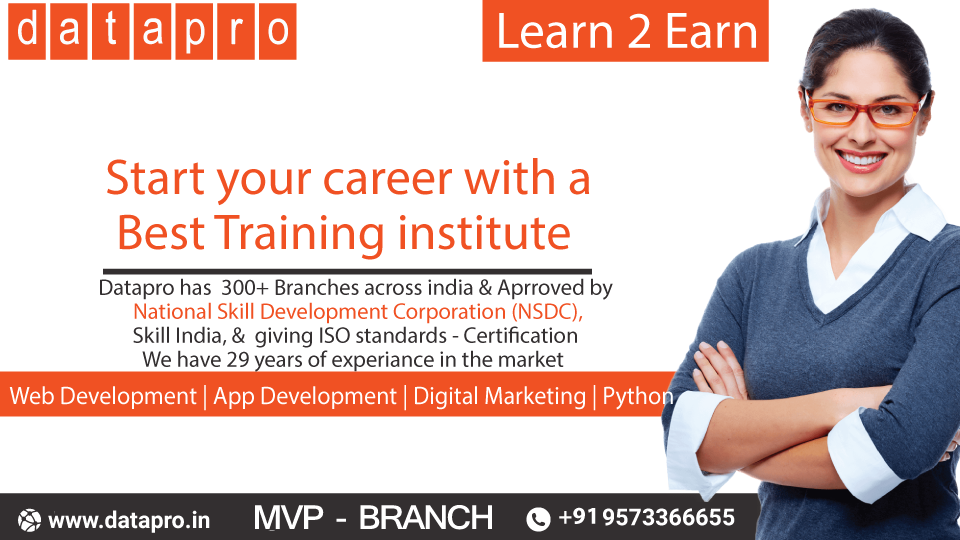 datapro
Learn 2 Earn
Start your career with a
Best Training institute
Datapro has 300+ Branches across india & Aprroved by
National Skill Development Corporation (NSDC),
Skill India, & giving ISO standards - Certification
We have 29 years of experiance in the market
Web Development | App Development | Digital Marketing | Python
www.datapro.in MVP - BRANCH +91 9573366655